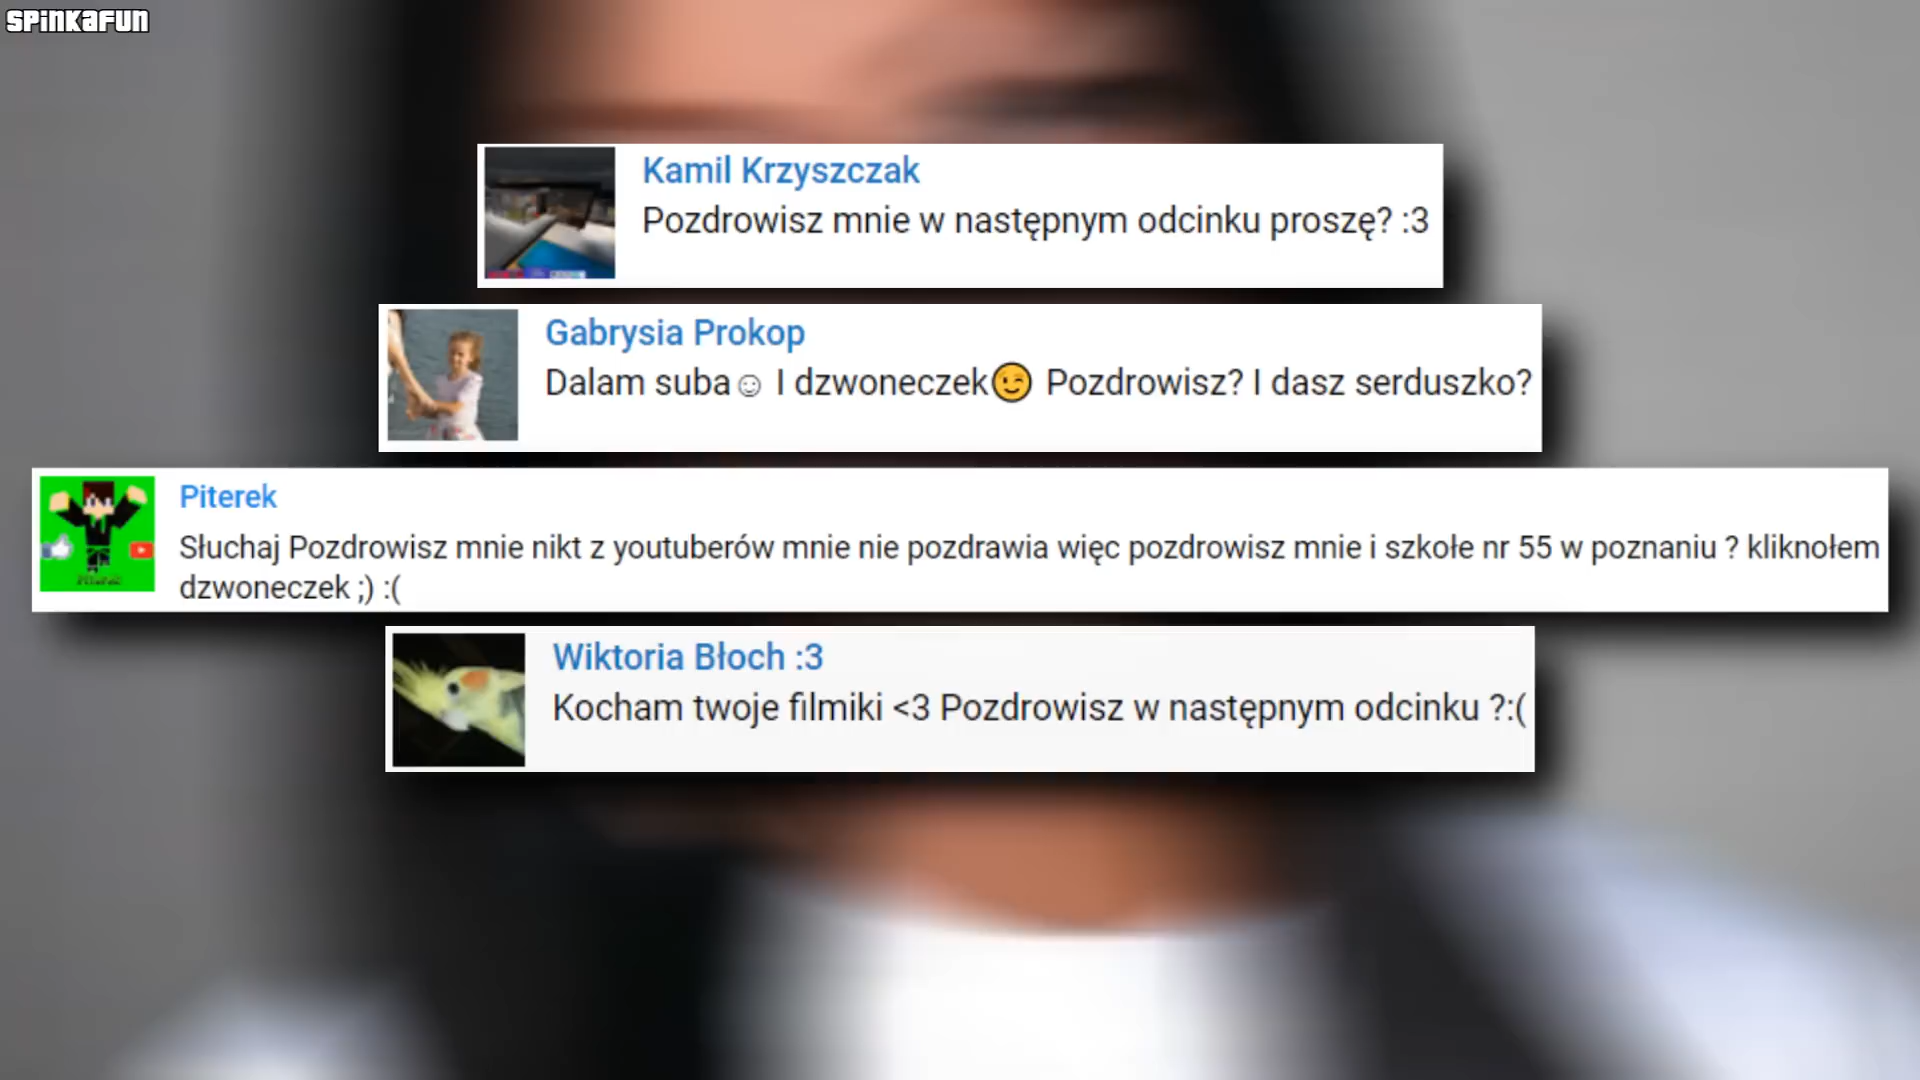 SPINKAFUN
Kamil Krzyszczak
Pozdrowisz mnie w następnym odcinku proszę? :3
Gabrysia Prokop
Dalam suba☺ I dzwoneczek😉 Pozdrowisz? I dasz serduszko?
Piterek
Słuchaj Pozdrowisz mnie nikt z youtuberów mnie nie pozdrawia więc pozdrowisz mnie i szkołe nr 55 w poznaniu ? kliknołem
dzwoneczek ;) :(
Wiktoria Błoch :3
Kocham twoje filmiki <3 Pozdrowisz w następnym odcinku ?:(